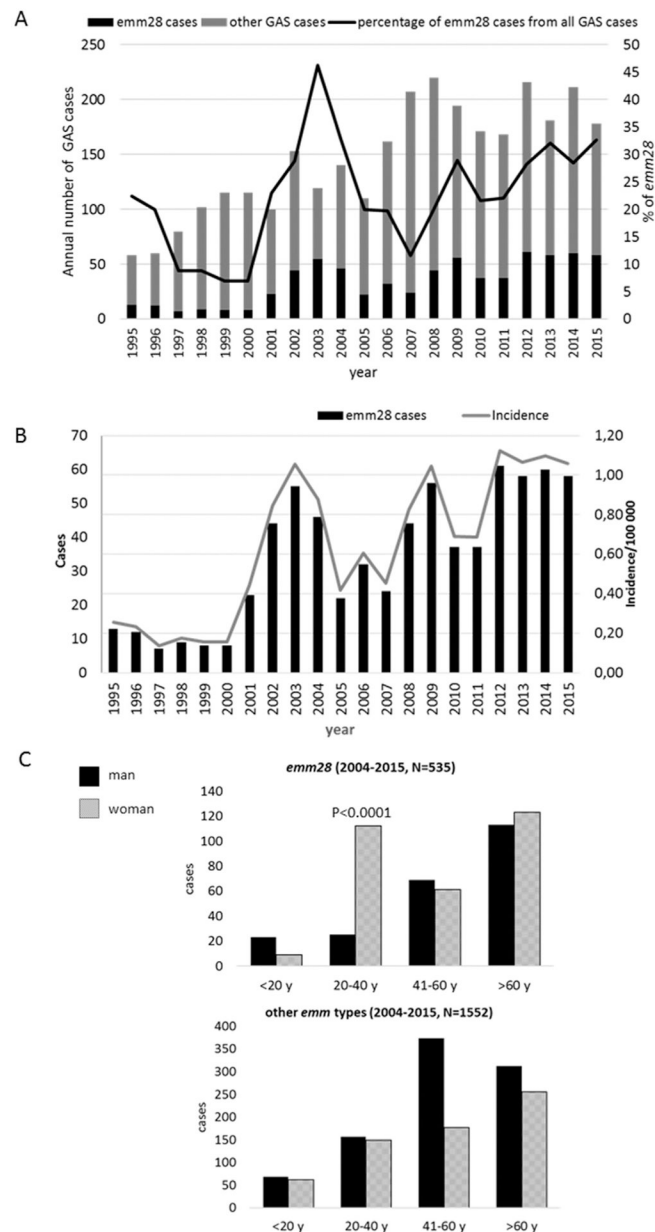 A
emm28 cases other GAS cases percentage of emm28 cases from all GAS cases
Annual number of GAS cases
250
200
150
100
50
0
50
45
40
35
30
25
20
15
10
5
0
% of emm28
1995 1996 1997 1998 1999 2000 2001 2002 2003 2004 2005 2006 2007 2008 2009 2010 2011 2012 2013 2014 2015
year
B
emm28 cases Incidence
Cases
70
60
50
40
30
20
10
0
1,20
1,00
0,80
0,60
0,40
0,20
0,00
Incidence/100 000
1995 1996 1997 1998 1999 2000 2001 2002 2003 2004 2005 2006 2007 2008 2009 2010 2011 2012 2013 2014 2015
year
C
man
woman
emm28 (2004-2015, N=535)
cases
140
120
100
80
60
40
20
0
P<0.0001
<20 y 20-40 y 41-60 y >60 y
other emm types (2004-2015, N=1552)
cases
400
350
300
250
200
150
100
50
0
<20 y 20-40 y 41-60 y >60 y